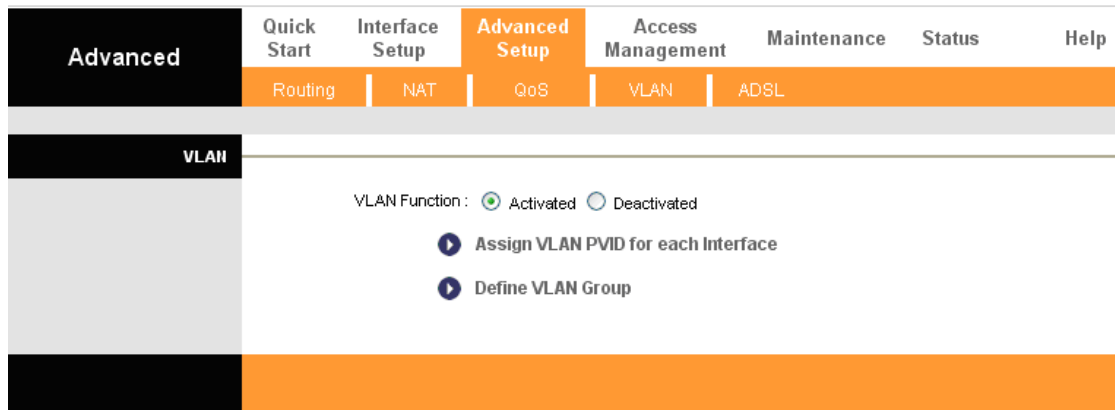 Advanced
Quick Start
Interface Setup
Advanced Setup
Access Management
Maintenance
Status
Help
Routing
NAT
QoS
VLAN
ADSL
VLAN
VLAN Function : Activated Deactivated
Assign VLAN PVID for each Interface
Define VLAN Group